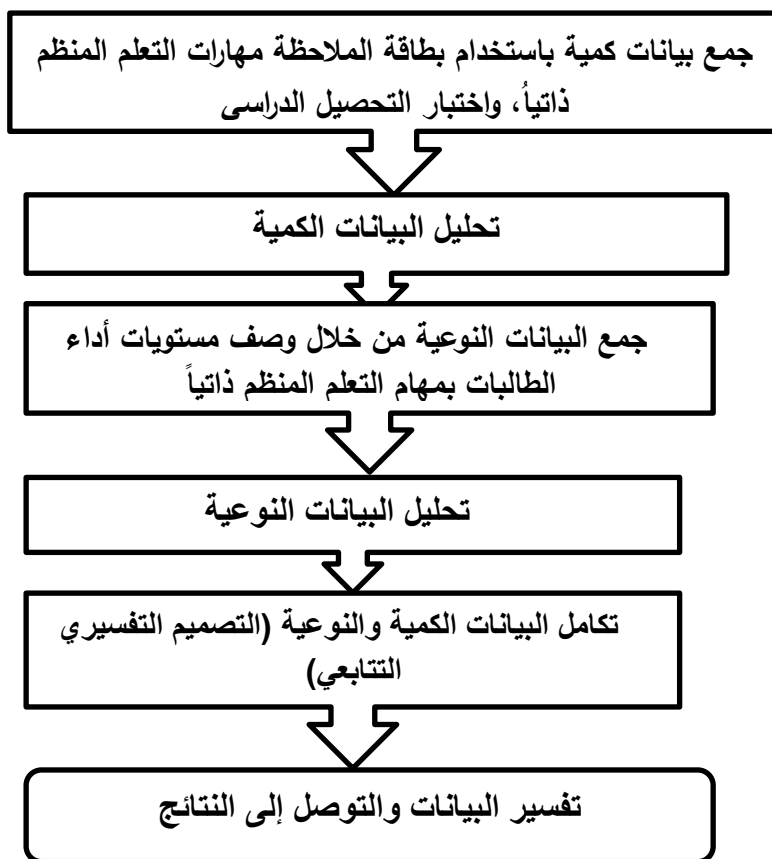 جمع بيانات كمية باستخدام بطاقة الملاحظة مهارات التعلم المنظم
ذاتياُ، واختبار التحصيل الدراسى
تحليل البيانات الكمية
جمع البيانات النوعية من خلال وصف مستويات أداء
الطالبات بمهام التعلم المنظم ذاتياً
تحليل البيانات النوعية
تكامل البيانات الكمية والنوعية (التصميم التفسيري
التتابعي)
تفسير البيانات والتوصل إلى النتائج